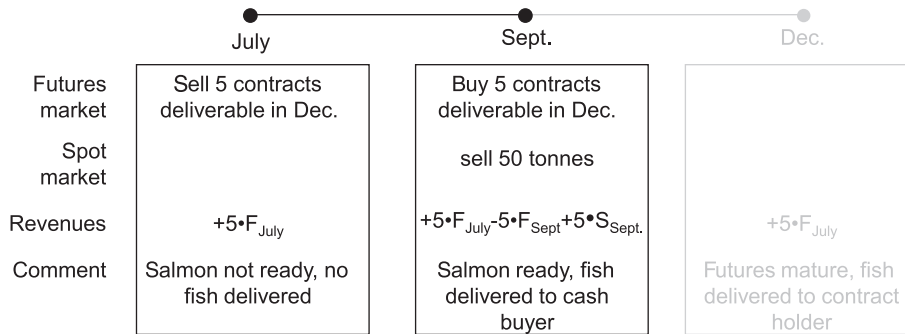 July
Sept.
Dec.
Futures market
Sell 5 contracts deliverable in Dec.
Buy 5 contracts deliverable in Dec.
Spot market
sell 50 tonnes
Revenues
+5•F_July
+5•F_July-5•F_Sept+5•S_Sept.
+5•F_July
Comment
Salmon not ready, no fish delivered
Salmon ready, fish delivered to cash buyer
Futures mature, fish delivered to contract holder